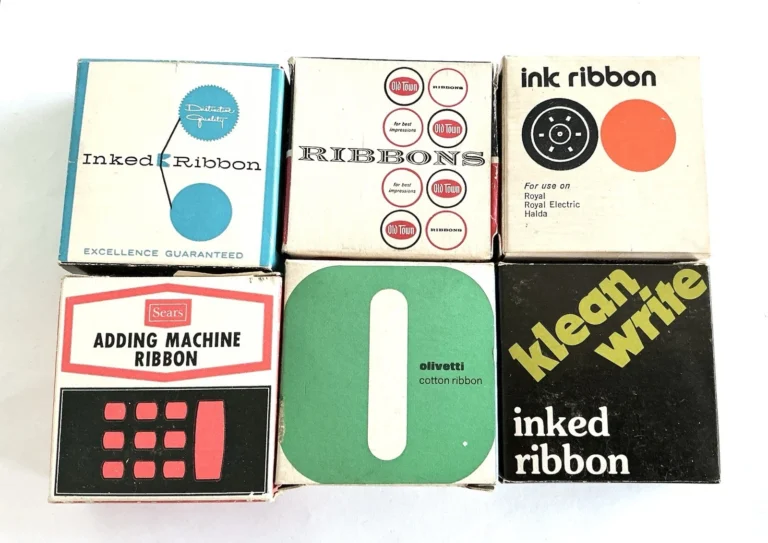 Distinctive
Quality
Inked Ribbon
EXCELLENCE GUARANTEED
Old Town
RIBBONS
for best
impressions
Old Town
RIBBONS
for best
impressions
Old Town
Old Town
RIBBONS
ink ribbon
For use on
Royal
Royal Electric
Halda
Sears
ADDING MACHINE
RIBBON
olivetti
cotton ribbon
klean
write
inked
ribbon